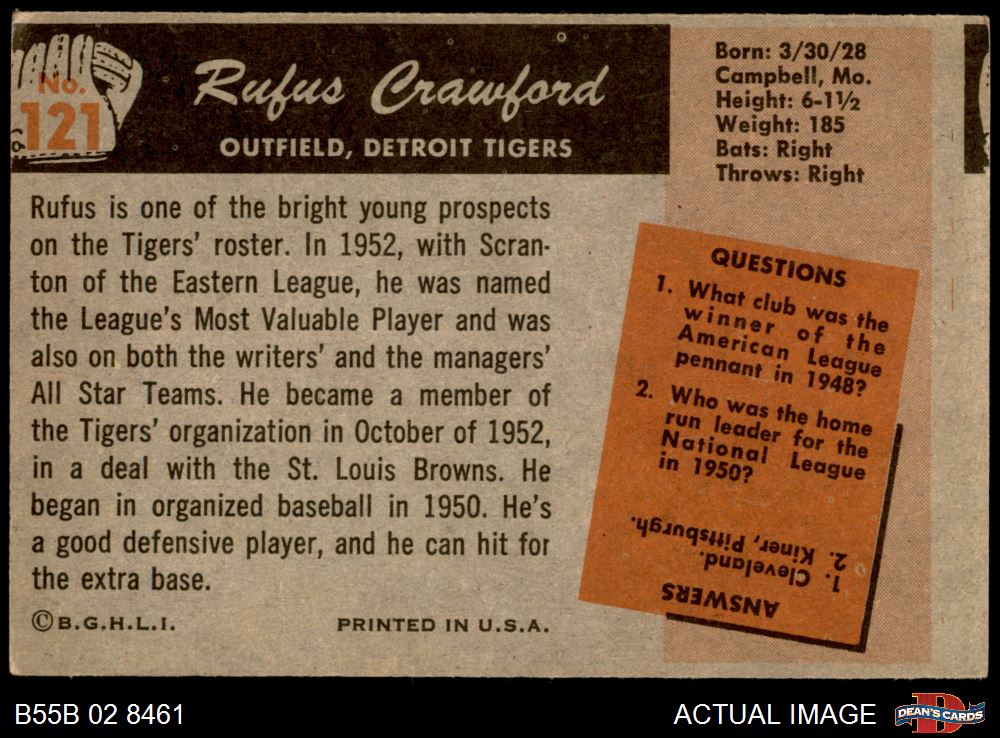 No.
121
Rufus Crawford
OUTFIELD, DETROIT TIGERS
Born: 3/30/28
Campbell, Mo.
Height: 6-11½
Weight: 185
Bats: Right
Throws: Right
Rufus is one of the bright young prospects
on the Tigers' roster. In 1952, with Scran-
ton of the Eastern League, he was named
the League's Most Valuable Player and was
also on both the writers' and the managers'
All Star Teams. He became a member of
the Tigers' organization in October of 1952,
in a deal with the St. Louis Browns. He
began in organized baseball in 1950. He's
a good defensive player, and he can hit for
the extra base.
©B.G.H.L.I.
PRINTED IN U.S.A.
QUESTIONS
1. What club was the
winner of the
American League
pennant in 1948?
2. Who was the home
run leader for the
National League
in 1950?
ANSWERS
1. Cleveland.
2. Kiner, Pittsburgh.
B55B 02 8461
ACTUAL IMAGE
D
DEAN'S CARDS